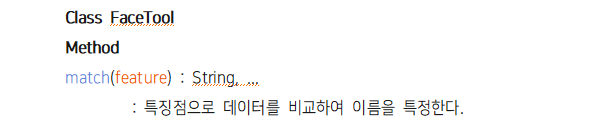 Class FaceTool
Method
match(feature) : String, ...
: 특징점으로 데이터를 비교하여 이름을 특정한다.